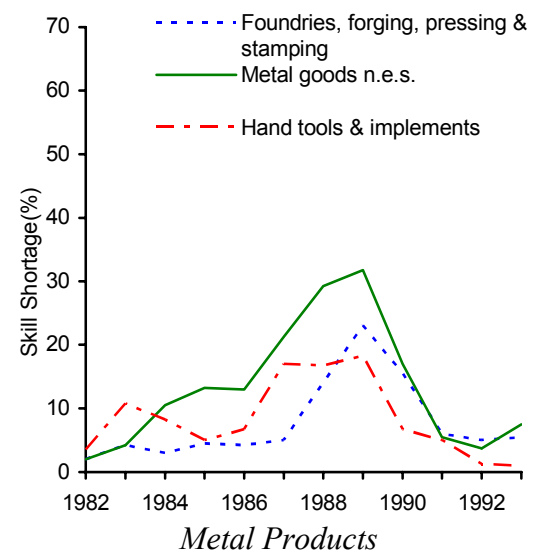 Foundries, forging, pressing &
stamping
Metal goods n.e.s.
Hand tools & implements
Skill Shortage(%)
70
60
50
40
30
20
10
0
1982 1984 1986 1988 1990 1992
Metal Products